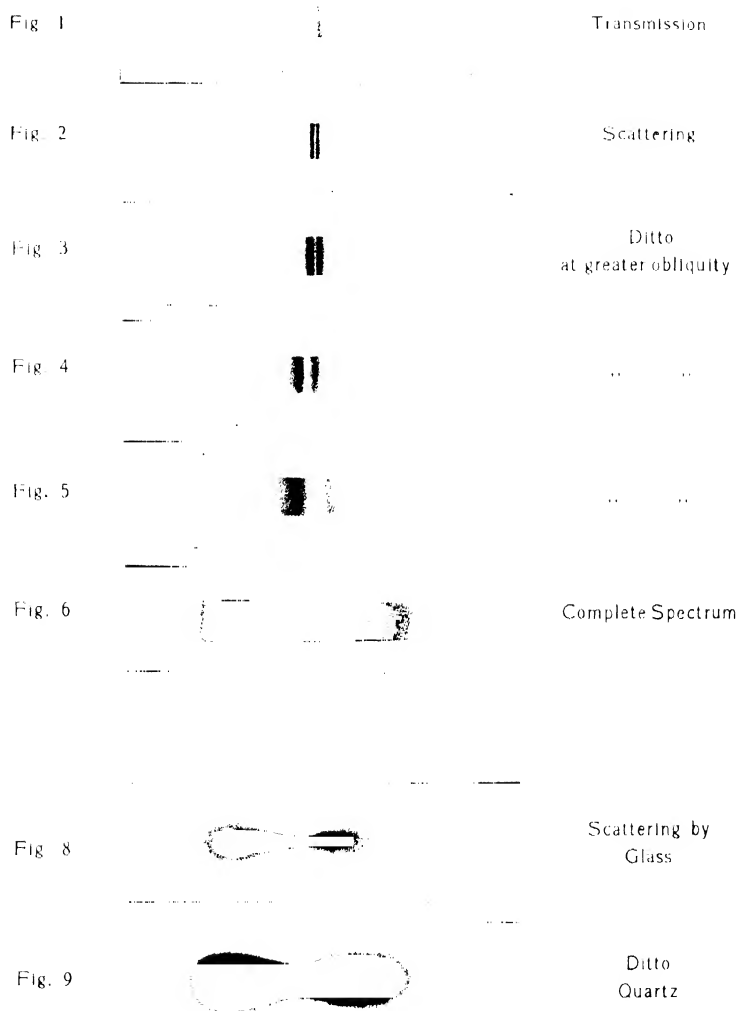 Fig 1 Transmission
Fig. 2 Scattering
Fig 3 Ditto
at greater obliquity
Fig. 4 " "
Fig. 5 " "
Fig. 6 Complete Spectrum
Fig 8 Scattering by
Glass
Fig. 9 Ditto
Quartz